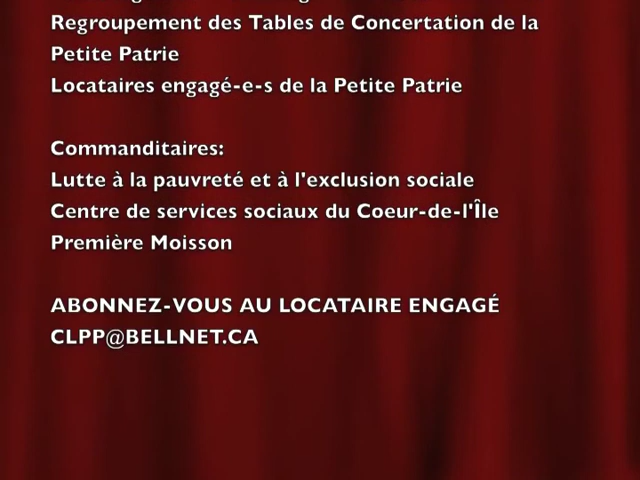 Regroupement des Tables de Concertation de la
Petite Patrie
Locataires engagé-e-s de la Petite Patrie
Commanditaires:
Lutte à la pauvreté et à l'exclusion sociale
Centre de services sociaux du Coeur-de-l'Île
Première Moisson
ABONNEZ-VOUS AU LOCATAIRE ENGAGÉ
CLPP@BELLNET.CA